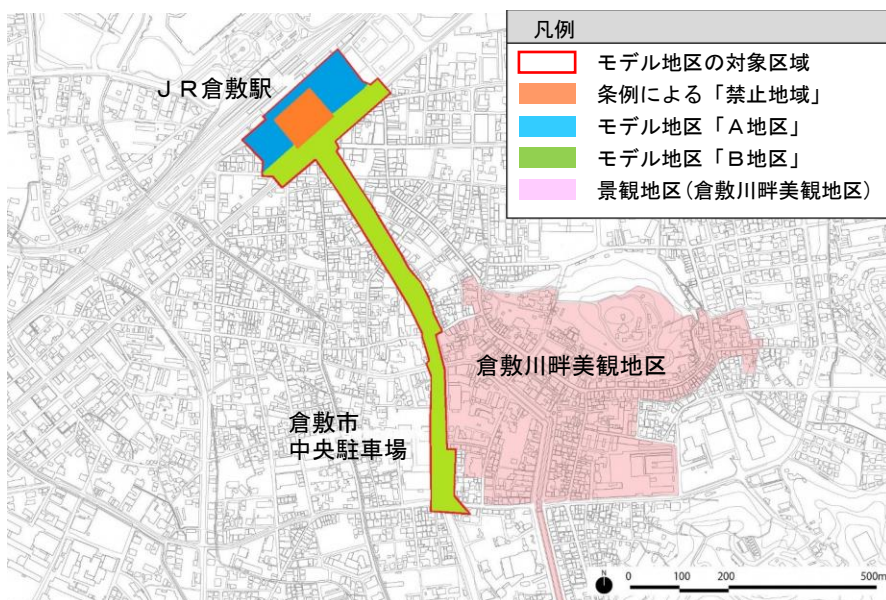 凡例
モデル地区の対象区域
条例による「禁止地域」
モデル地区「A地区」
モデル地区「B地区」
景観地区(倉敷川畔美観地区)
JR倉敷駅
倉敷川畔美観地区
倉敷市
中央駐車場
N
0 100 200 500m